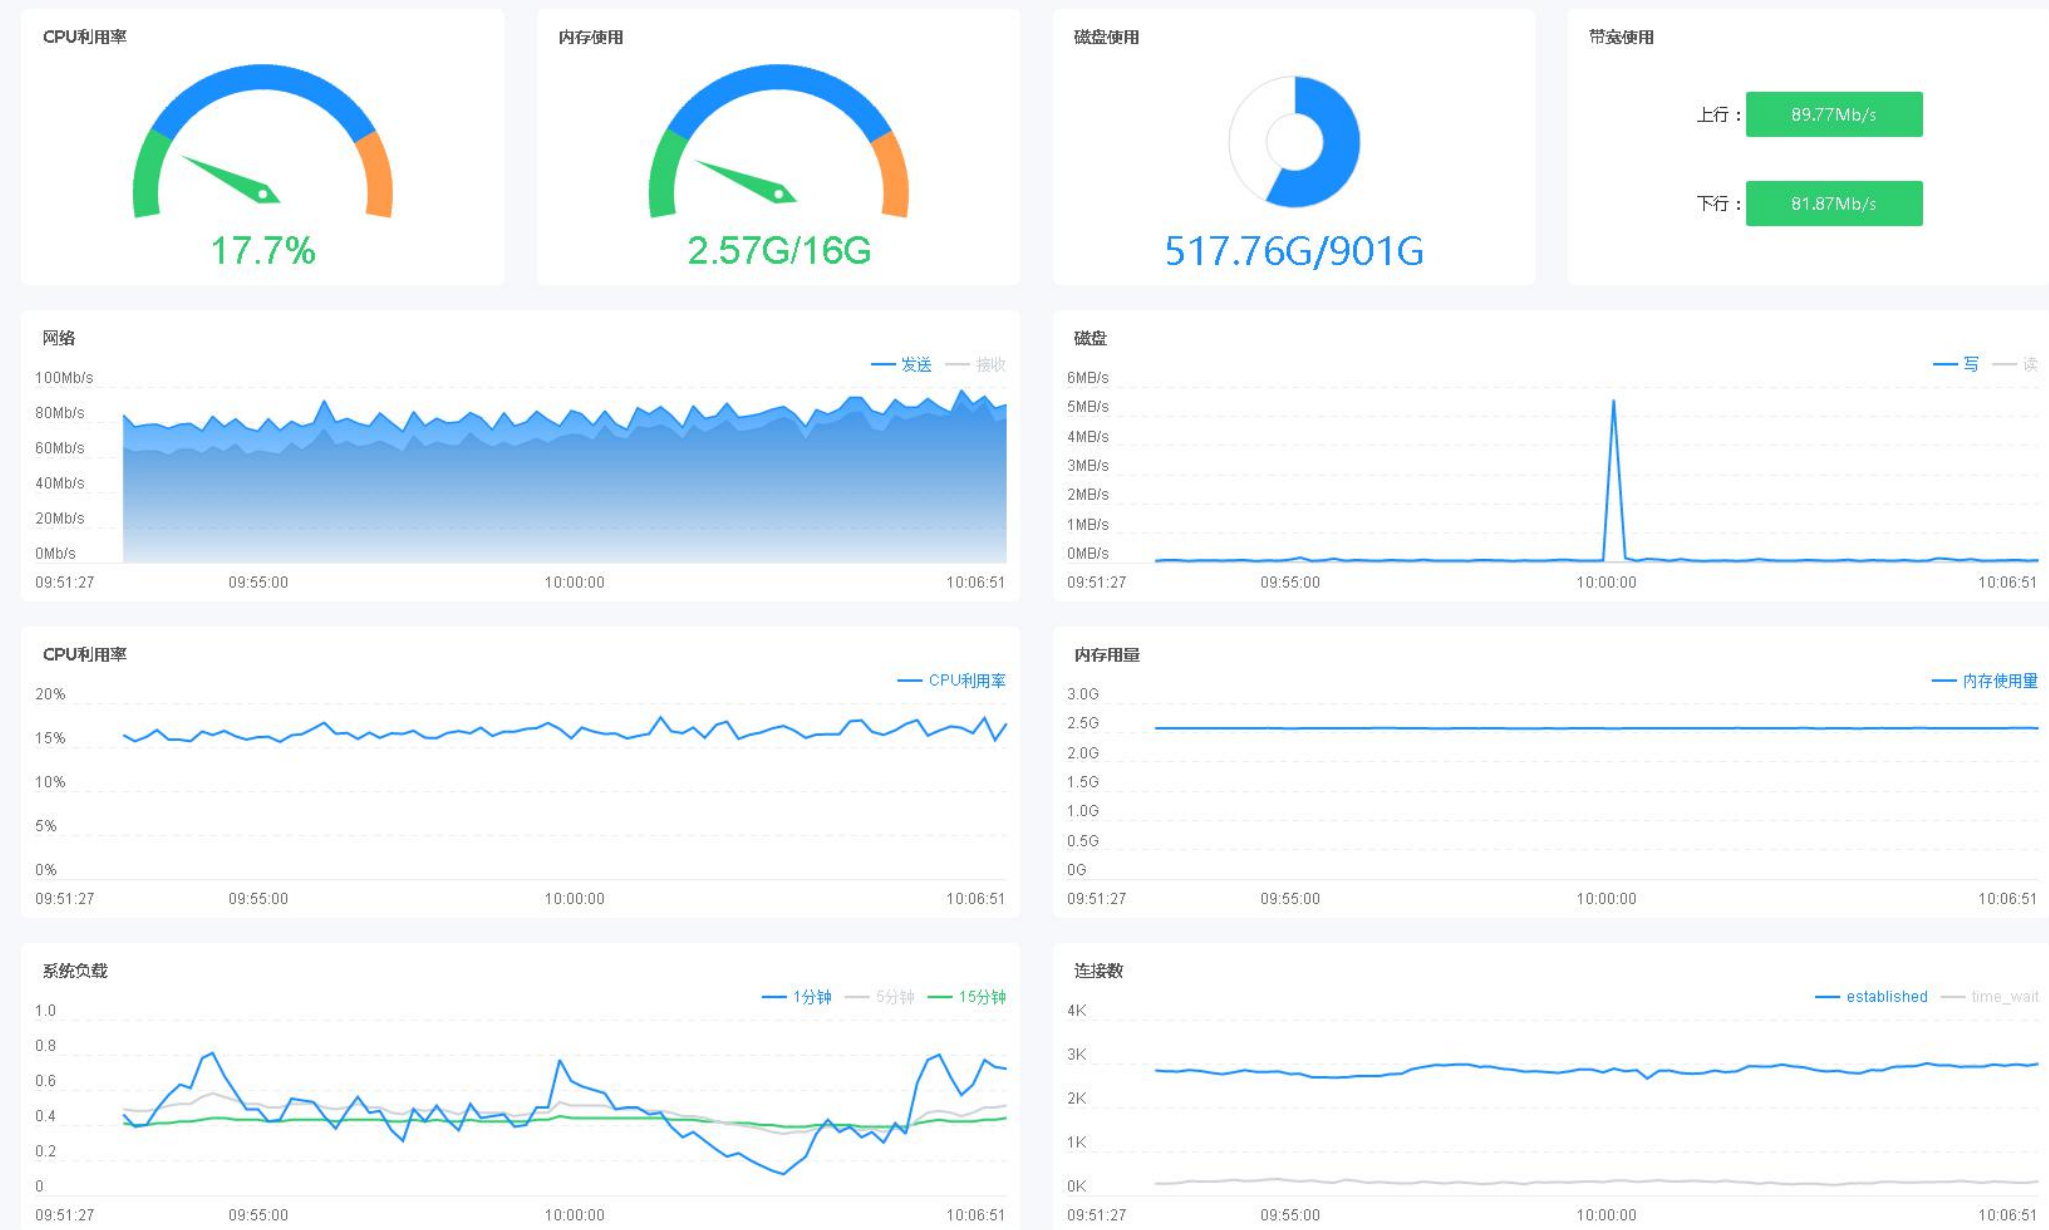 CPU利用率
17.7%
内存使用
2.57G/16G
磁盘使用
517.76G/901G
带宽使用
上行：
89.77Mb/s
下行：
81.87Mb/s
网络
发送 接收
100Mb/s
80Mb/s
60Mb/s
40Mb/s
20Mb/s
0Mb/s
09:51:27 09:55:00 10:00:00 10:06:51
磁盘
写 读
6MB/s
5MB/s
4MB/s
3MB/s
2MB/s
1MB/s
0MB/s
09:51:27 09:55:00 10:00:00 10:06:51
CPU利用率
CPU利用率
20%
15%
10%
5%
0%
09:51:27 09:55:00 10:00:00 10:06:51
内存用量
内存使用量
3.0G
2.5G
2.0G
1.5G
1.0G
0.5G
0G
09:51:27 09:55:00 10:00:00 10:06:51
系统负载
1分钟 5分钟 15分钟
1.0
0.8
0.6
0.4
0.2
0
09:51:27 09:55:00 10:00:00 10:06:51
连接数
established time_wait
4K
3K
2K
1K
0K
09:51:27 09:55:00 10:00:00 10:06:51